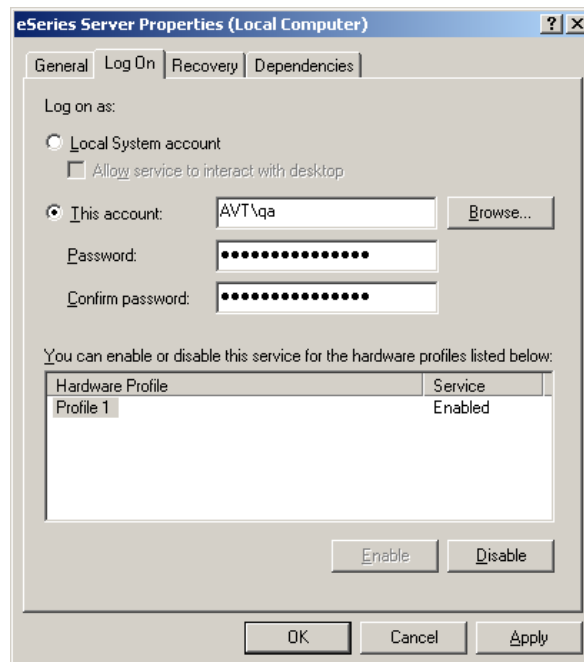 eSeries Server Properties (Local Computer)
General Log On Recovery Dependencies
Log on as:
Local System account
Allow service to interact with desktop
This account: AVT\qa Browse...
Password: ●●●●●●●●●●●●●●●
Confirm password: ●●●●●●●●●●●●●●●
You can enable or disable this service for the hardware profiles listed below:
Hardware Profile Service
Profile 1 Enabled
Enable Disable
OK Cancel Apply